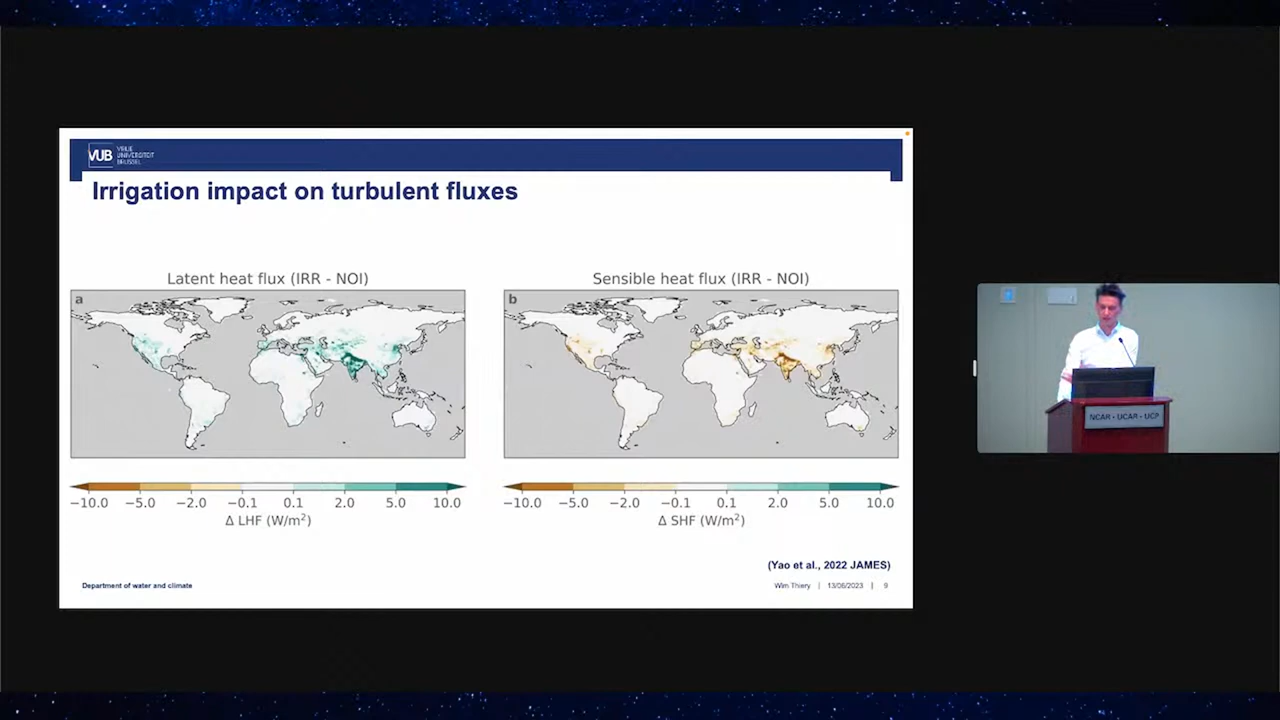 VUB
VRIJE
UNIVERSITEIT
BRUSSEL
Irrigation impact on turbulent fluxes
Latent heat flux (IRR - NOI)
a
−10.0 −5.0 −2.0 −0.1 0.1 2.0 5.0 10.0
Δ LHF (W/m²)
Sensible heat flux (IRR - NOI)
b
−10.0 −5.0 −2.0 −0.1 0.1 2.0 5.0 10.0
Δ SHF (W/m²)
(Yao et al., 2022 JAMES)
Department of water and climate
Wim Thiery | 13/06/2023 | 9
NCAR - UCAR - UCP